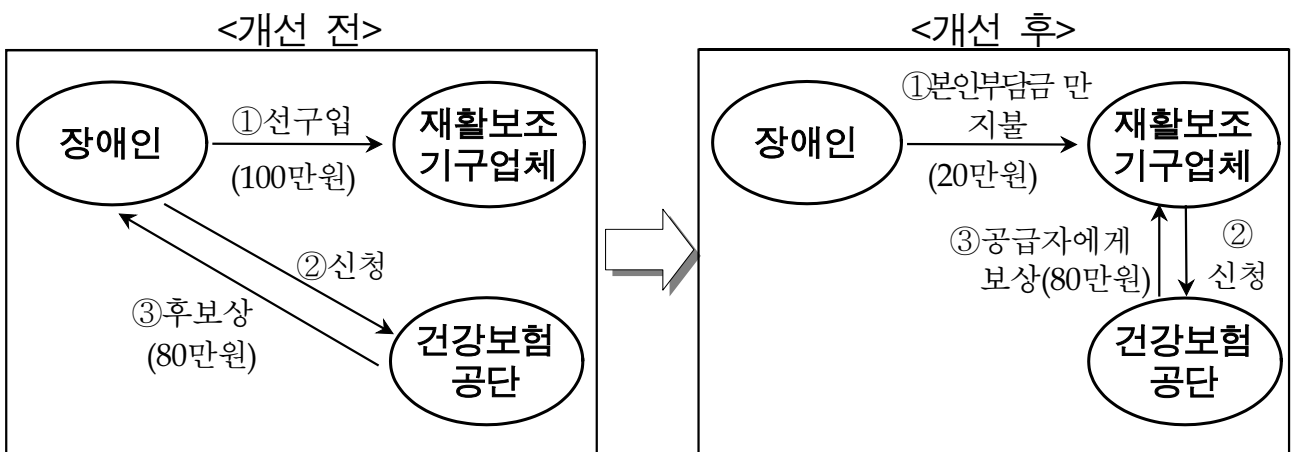 <개선 전>
장애인
①선구입
(100만원)
재활보조
기구업체
②신청
③후보상
(80만원)
건강보험
공단
<개선 후>
장애인
①본인부담금 만
지불
(20만원)
재활보조
기구업체
③공급자에게
보상(80만원)
②
신청
건강보험
공단